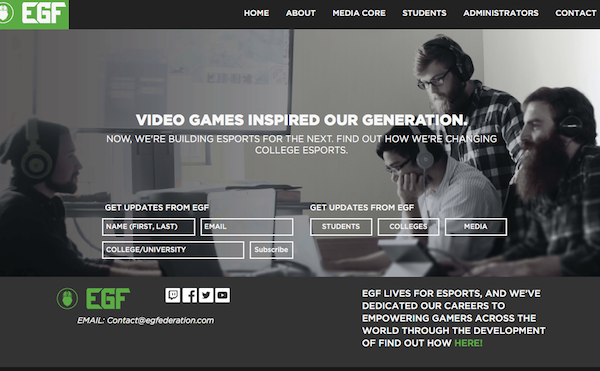 EGF
HOME ABOUT MEDIA CORE STUDENTS ADMINISTRATORS CONTACT
VIDEO GAMES INSPIRED OUR GENERATION.
NOW, WE'RE BUILDING ESPORTS FOR THE NEXT. FIND OUT HOW WE'RE CHANGING
COLLEGE ESPORTS.
GET UPDATES FROM EGF
NAME (FIRST, LAST) EMAIL
COLLEGE/UNIVERSITY Subscribe
GET UPDATES FROM EGF
STUDENTS COLLEGES MEDIA
EGF
EMAIL: Contact@egfederation.com
EGF LIVES FOR ESPORTS, AND WE'VE
DEDICATED OUR CAREERS TO
EMPOWERING GAMERS ACROSS THE
WORLD THROUGH THE DEVELOPMENT
OF FIND OUT HOW HERE!